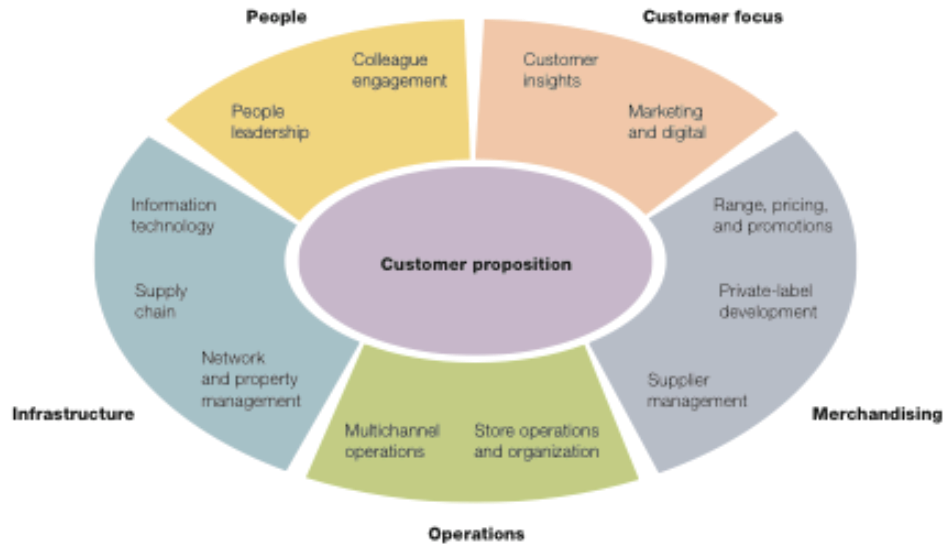 People
Customer focus
Colleague
engagement
People
leadership
Customer
insights
Marketing
and digital
Information
technology
Supply
chain
Network
and property
management
Customer proposition
Range, pricing,
and promotions
Private-label
development
Supplier
management
Infrastructure
Merchandising
Multichannel
operations
Store operations
and organization
Operations